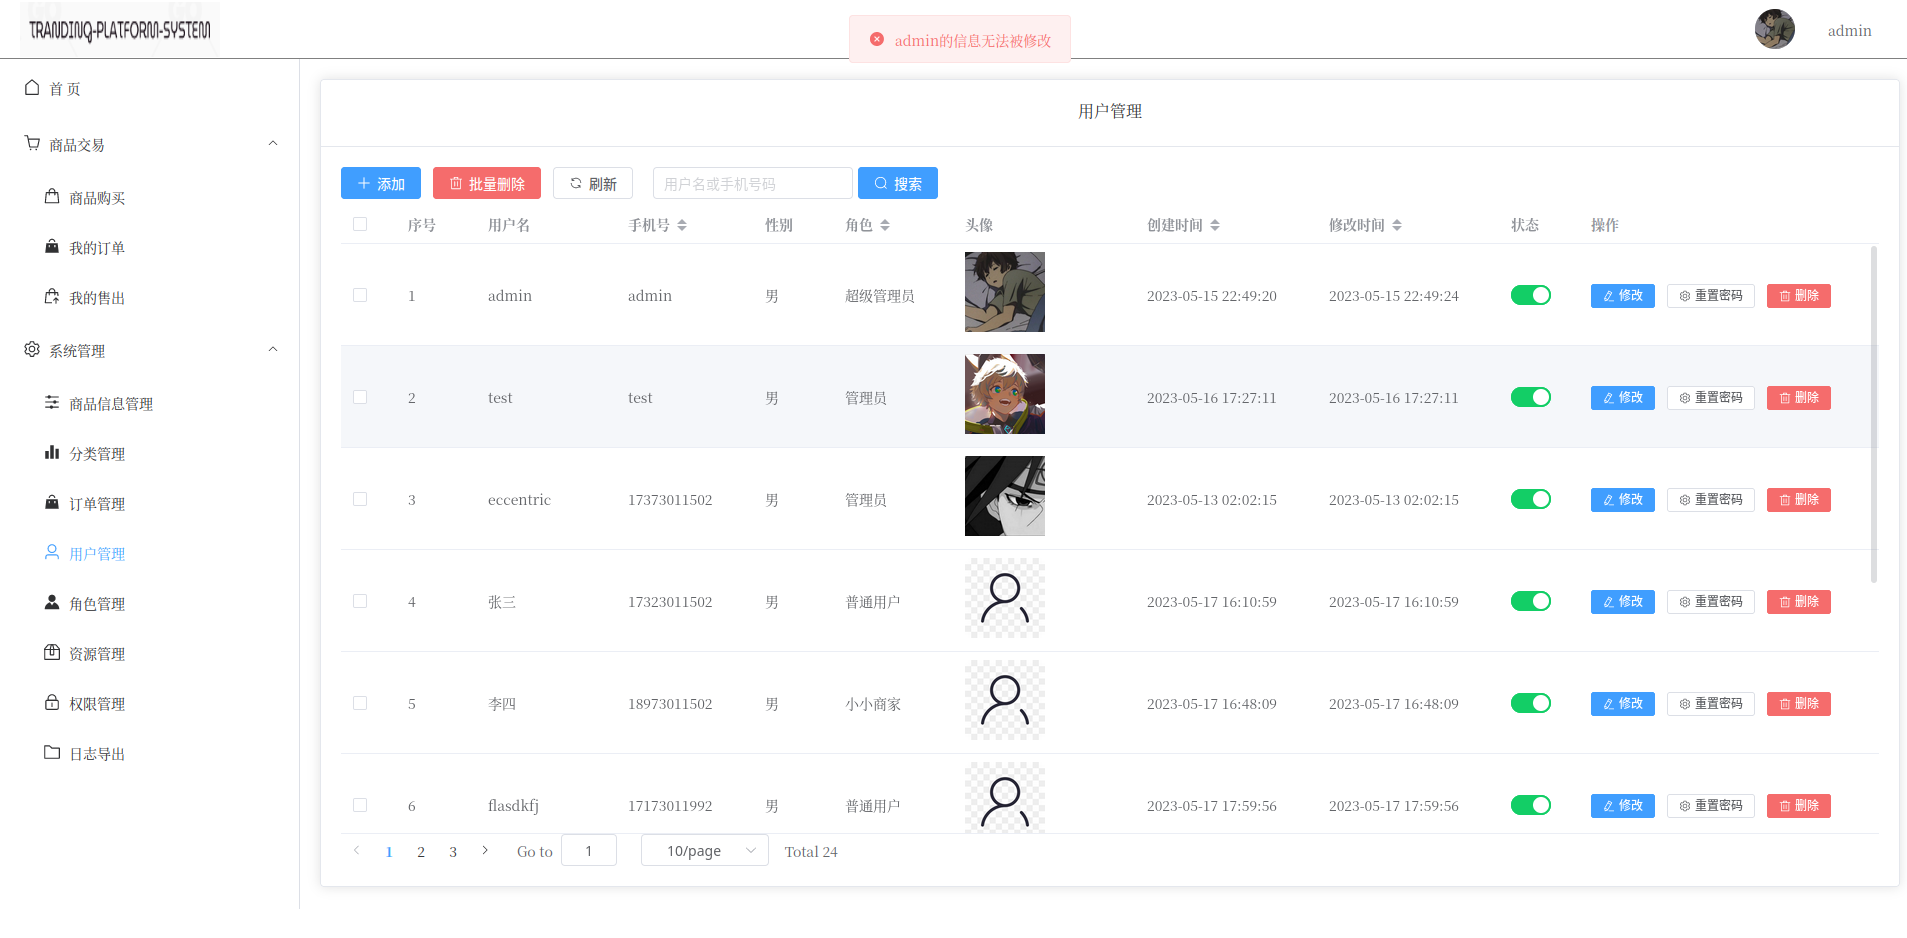 TRANDINQ-PLATFORM-SYSTEM
admin的信息无法被修改
admin
首 页
商品交易
商品购买
我的订单
我的售出
系统管理
商品信息管理
分类管理
订单管理
用户管理
角色管理
资源管理
权限管理
日志导出
用户管理
添加 批量删除 刷新 用户名或手机号码 搜索
序号 用户名 手机号 性别 角色 头像 创建时间 修改时间 状态 操作
1 admin admin 男 超级管理员 2023-05-15 22:49:20 2023-05-15 22:49:24 修改 重置密码 删除
2 test test 男 管理员 2023-05-16 17:27:11 2023-05-16 17:27:11 修改 重置密码 删除
3 eccentric 17373011502 男 管理员 2023-05-13 02:02:15 2023-05-13 02:02:15 修改 重置密码 删除
4 张三 17323011502 男 普通用户 2023-05-17 16:10:59 2023-05-17 16:10:59 修改 重置密码 删除
5 李四 18973011502 男 小小商家 2023-05-17 16:48:09 2023-05-17 16:48:09 修改 重置密码 删除
6 flasdkfj 17173011992 男 普通用户 2023-05-17 17:59:56 2023-05-17 17:59:56 修改 重置密码 删除
1 2 3 Go to 1 10/page Total 24